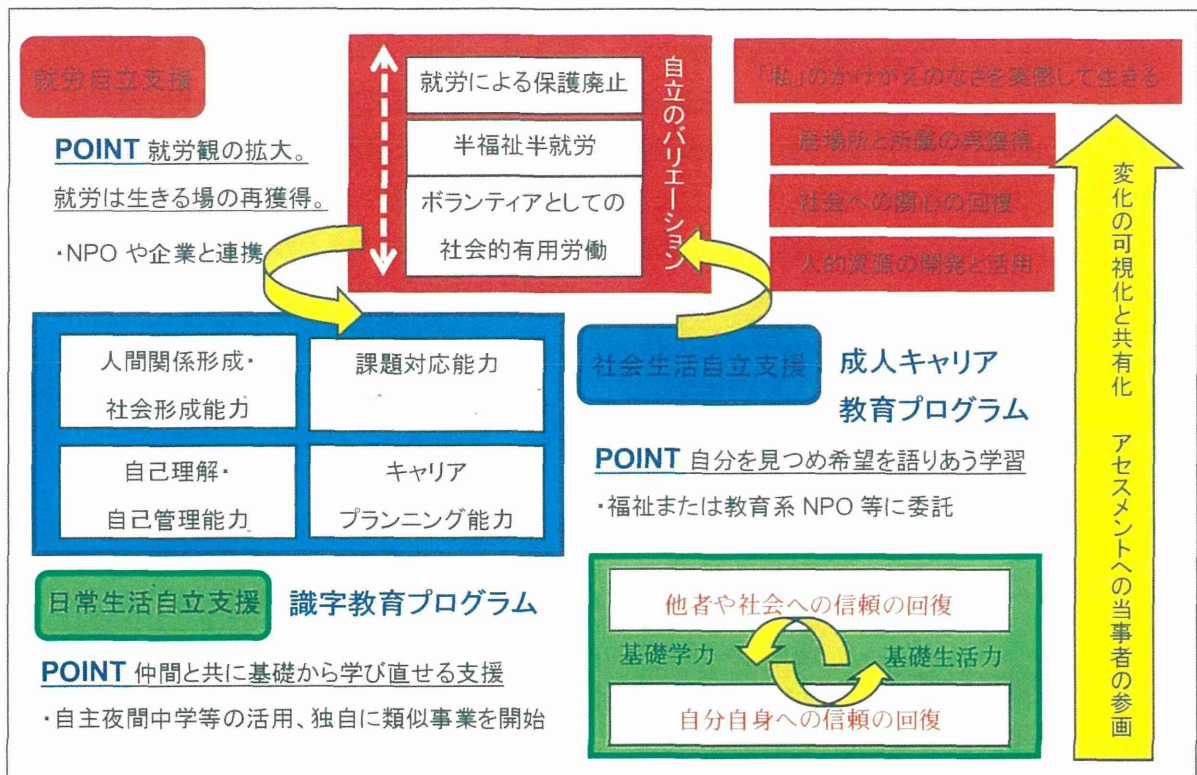 就労自立支援
POINT 就労観の拡大。
就労は生きる場の再獲得。
・NPO や企業と連携
就労による保護廃止
半福祉半就労
ボランティアとしての
社会的有用労働
自立のバリエーション
「私」のかけがえのなさを実感して生きる
居場所と所属の再獲得
社会への関心の回復
人的資源の開発と活用
変化の可視化と共有化 アセスメントへの当事者の参画
人間関係形成・
社会形成能力
課題対応能力
自己理解・
自己管理能力
キャリア
プランニング能力
社会生活自立支援
成人キャリア
教育プログラム
POINT 自分を見つめ希望を語りあう学習
・福祉または教育系 NPO 等に委託
日常生活自立支援
識字教育プログラム
POINT 仲間と共に基礎から学び直せる支援
・自主夜間中学等の活用、独自に類似事業を開始
他者や社会への信頼の回復
基礎学力
基礎生活力
自分自身への信頼の回復